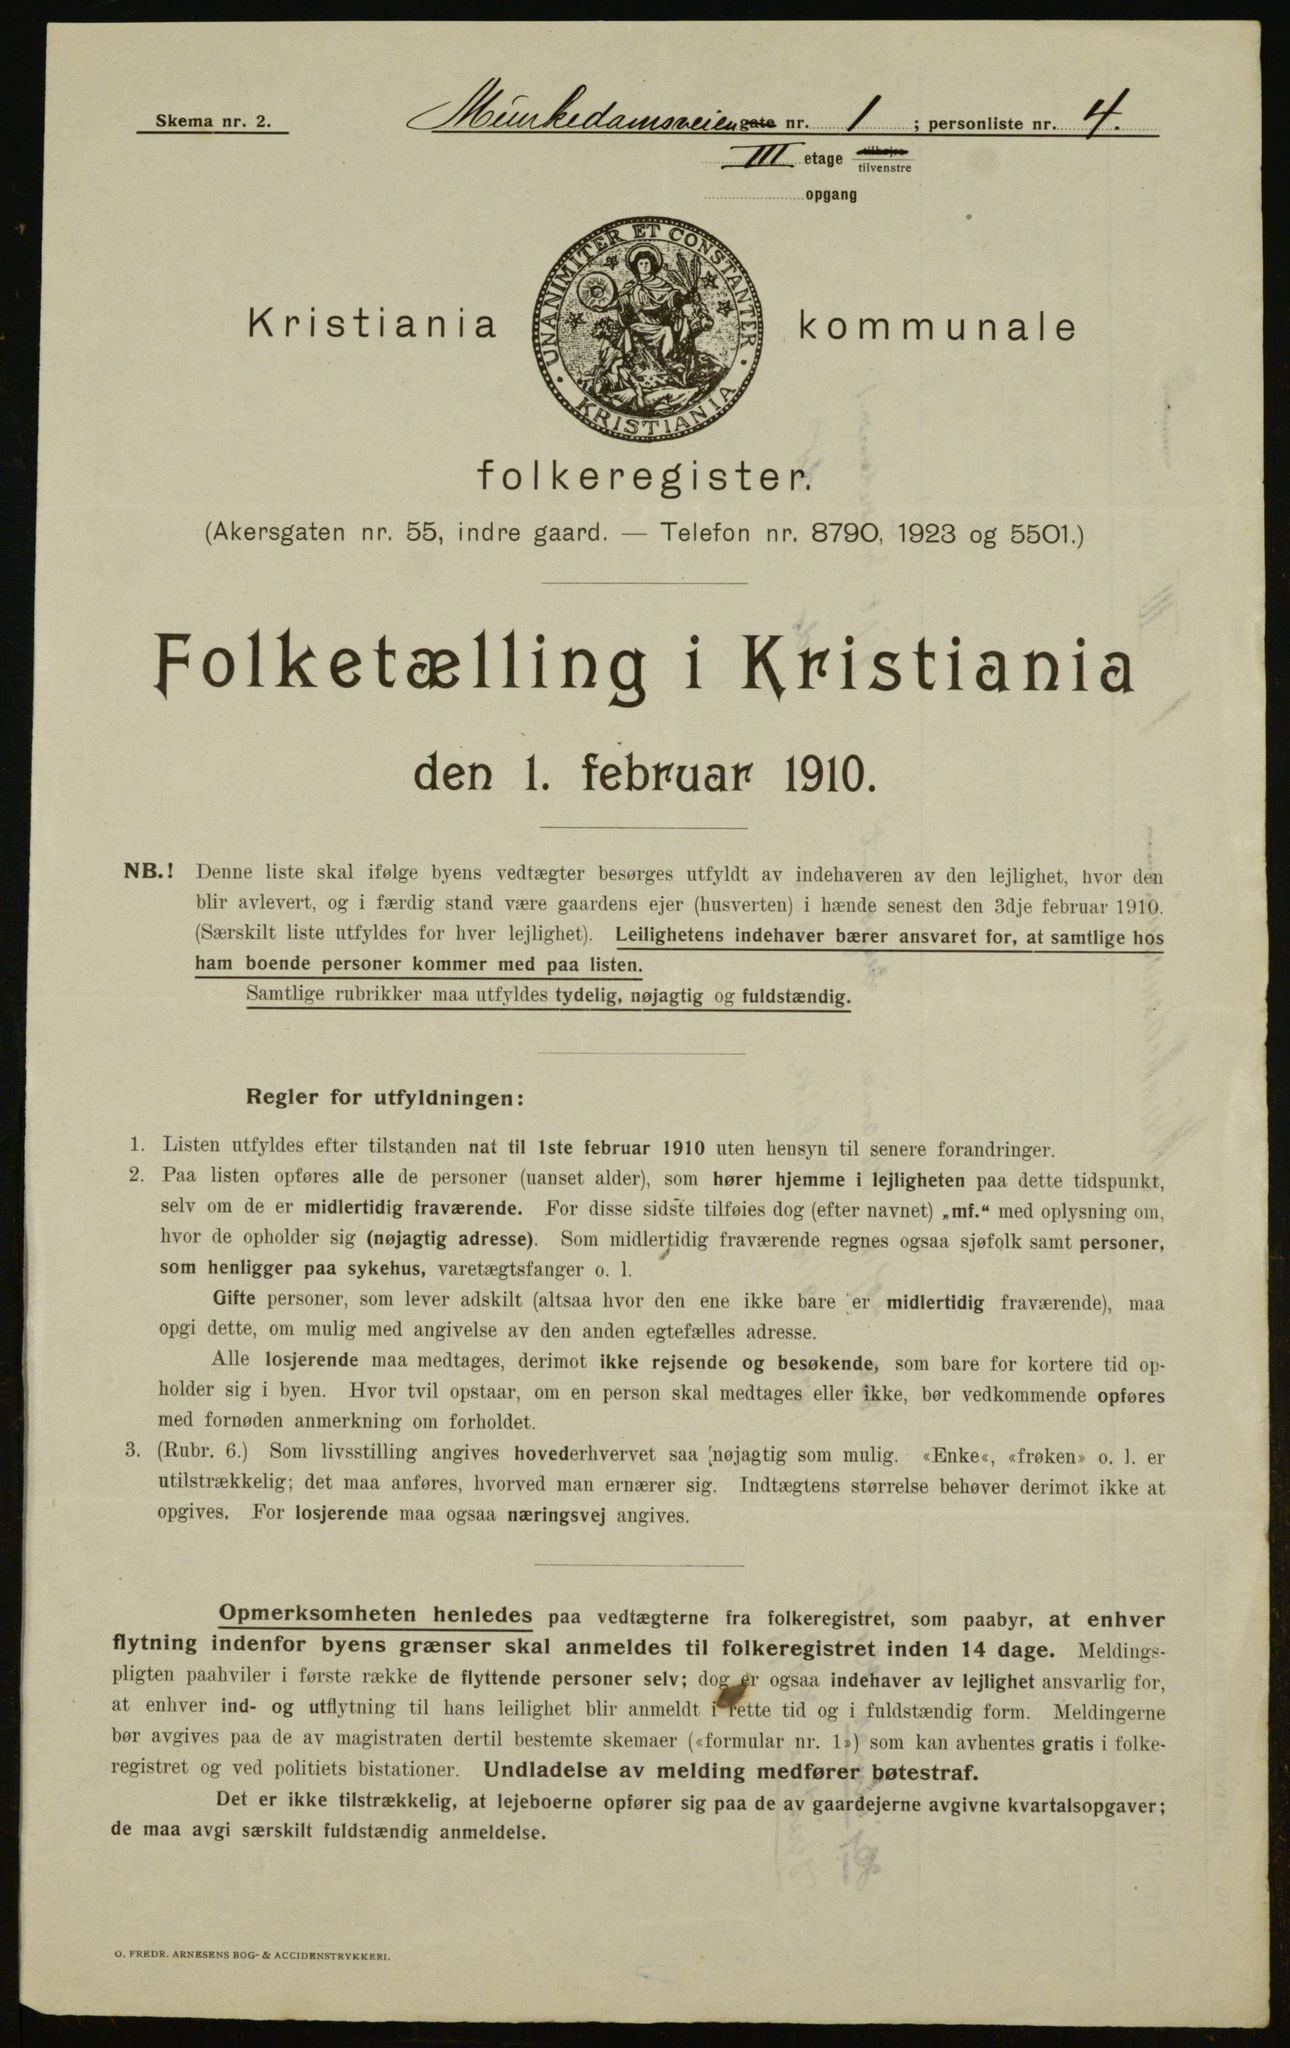 Skema nr. 2.
Munkedamsveien gate nr. 1 ; personliste nr. 4.
III etage tilhøjre
tilvenstre
opgang
UNANIMITER ET CONSTANTER
KRISTIANIA
Kristiania kommunale
folkeregister.
(Akersgaten nr. 55, indre gaard. — Telefon nr. 8790, 1923 og 5501.)
Folketælling i Kristiania
den 1. februar 1910.
NB.! Denne liste skal ifølge byens vedtægter besørges utfyldt av indehaveren av den lejlighet, hvor den
blir avlevert, og i færdig stand være gaardens ejer (husverten) i hænde senest den 3dje februar 1910.
(Særskilt liste utfyldes for hver lejlighet). Leilighetens indehaver bærer ansvaret for, at samtlige hos
ham boende personer kommer med paa listen.
Samtlige rubrikker maa utfyldes tydelig, nøjagtig og fuldstændig.
Regler for utfyldningen:
1. Listen utfyldes efter tilstanden nat til 1ste februar 1910 uten hensyn til senere forandringer.
2. Paa listen opføres alle de personer (uanset alder), som hører hjemme i lejligheten paa dette tidspunkt,
selv om de er midlertidig fraværende. For disse sidste tilføies dog (efter navnet) „mf.“ med oplysning om,
hvor de opholder sig (nøjagtig adresse). Som midlertidig fraværende regnes ogsaa sjøfolk samt personer,
som henligger paa sykehus, varetægtsfanger o. l.
Gifte personer, som lever adskilt (altsaa hvor den ene ikke bare er midlertidig fraværende), maa
opgi dette, om mulig med angivelse av den anden egtefælles adresse.
Alle losjerende maa medtages, derimot ikke rejsende og besøkende, som bare for kortere tid op-
holder sig i byen. Hvor tvil opstaar, om en person skal medtages eller ikke, bør vedkommende opføres
med fornøden anmerkning om forholdet.
3. (Rubr. 6.) Som livsstilling angives hovederhvervet saa nøjagtig som mulig. «Enke«, «frøken» o. l. er
utilstrækkelig; det maa anføres, hvorved man ernærer sig. Indtægtens størrelse behøver derimot ikke at
opgives. For losjerende maa ogsaa næringsvej angives.
Opmerksomheten henledes paa vedtægterne fra folkeregistret, som paabyr, at enhver
flytning indenfor byens grænser skal anmeldes til folkeregistret inden 14 dage. Meldings-
pligten paahviler i første række de flyttende personer selv; dog er ogsaa indehaver av lejlighet ansvarlig for,
at enhver ind- og utflytning til hans leilighet blir anmeldt i rette tid og i fuldstændig form. Meldingerne
bør avgives paa de av magistraten dertil bestemte skemaer («formular nr. 1») som kan avhentes gratis i folke-
registret og ved politiets bistationer. Undladelse av melding medfører bøtestraf.
Det er ikke tilstrækkelig, at lejeboerne opfører sig paa de av gaardejerne avgivne kvartalsopgaver;
de maa avgi særskilt fuldstændig anmeldelse.
O. FREDR. ARNESENS BOG- & ACCIDENSTRYKKERI.